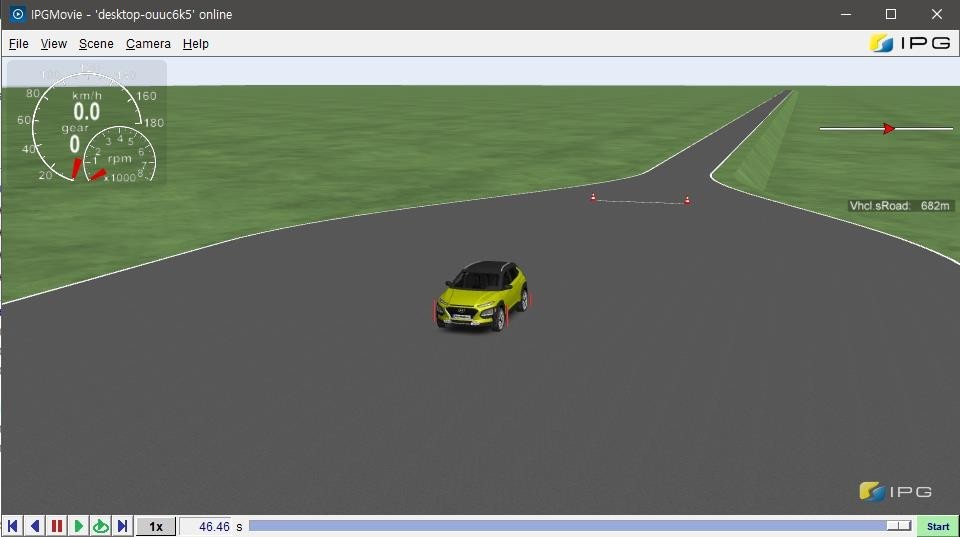 IPGMovie - 'desktop-ouuc6k5' online
File View Scene Camera Help
IPG
20
40
60
80
100
120
160
180
km/h
0.0
gear
0
1
2
3
4
5
6
7
8
rpm
x1000
Vhcl.sRoad: 682m
IPG
1x
46.46 s
Start